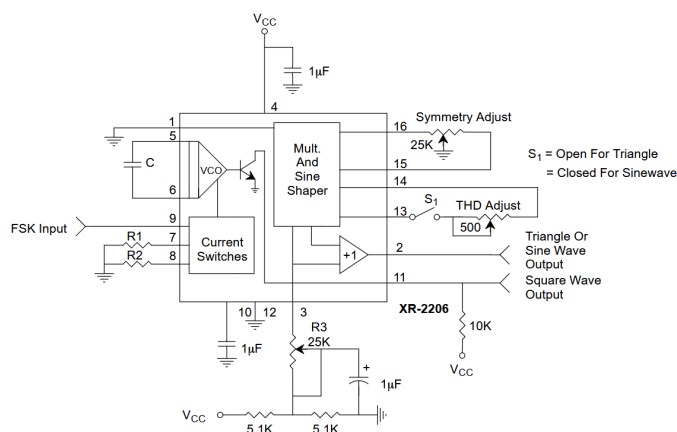 VCC
1µF
4
1
16
Symmetry Adjust
5
25K
Mult.
And
Sine
Shaper
15
S1 = Open For Triangle
= Closed For Sinewave
C
VCO
14
6
S1
THD Adjust
13
500
9
FSK Input
R1
7
Current
Switches
R2
8
+1
2
Triangle Or
Sine Wave
Output
11
Square Wave
Output
10
12
3
XR-2206
R3
25K
10K
1µF
+
1µF
VCC
VCC
5.1K
5.1K